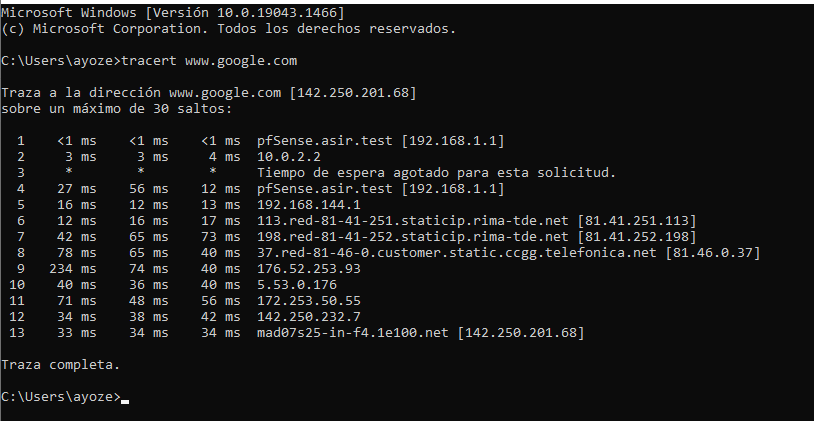 Microsoft Windows [Versión 10.0.19043.1466]
(c) Microsoft Corporation. Todos los derechos reservados.
C:\Users\ayoze>tracert www.google.com
Traza a la dirección www.google.com [142.250.201.68]
sobre un máximo de 30 saltos:
1 <1 ms <1 ms <1 ms pfSense.asir.test [192.168.1.1]
2 3 ms 3 ms 4 ms 10.0.2.2
3 * * * Tiempo de espera agotado para esta solicitud.
4 27 ms 56 ms 12 ms pfSense.asir.test [192.168.1.1]
5 16 ms 12 ms 13 ms 192.168.144.1
6 12 ms 16 ms 17 ms 113.red-81-41-251.staticip.rima-tde.net [81.41.251.113]
7 42 ms 65 ms 73 ms 198.red-81-41-252.staticip.rima-tde.net [81.41.252.198]
8 78 ms 65 ms 40 ms 37.red-81-46-0.customer.static.ccgg.telefonica.net [81.46.0.37]
9 234 ms 74 ms 40 ms 176.52.253.93
10 40 ms 36 ms 40 ms 5.53.0.176
11 71 ms 48 ms 56 ms 172.253.50.55
12 34 ms 38 ms 42 ms 142.250.232.7
13 33 ms 34 ms 34 ms mad07s25-in-f4.1e100.net [142.250.201.68]
Traza completa.
C:\Users\ayoze>